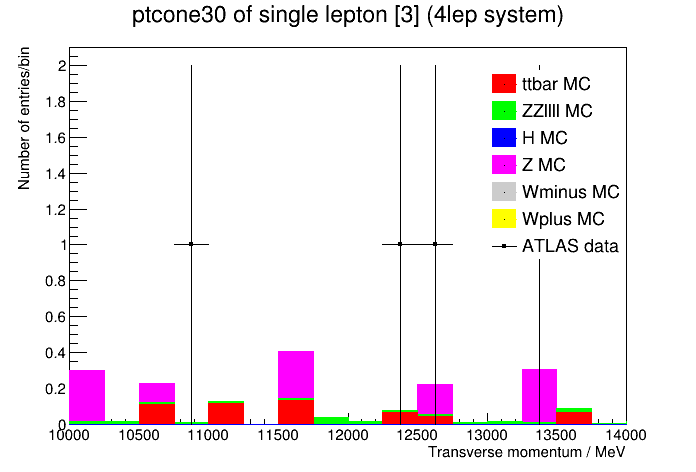 ptcone30 of single lepton [3] (4lep system)
Number of entries/bin
2
1.8
1.6
1.4
1.2
1
0.8
0.6
0.4
0.2
0
ttbar MC
ZZllll MC
H MC
Z MC
Wminus MC
Wplus MC
ATLAS data
10000 10500 11000 11500 12000 12500 13000 13500 14000
Transverse momentum / MeV